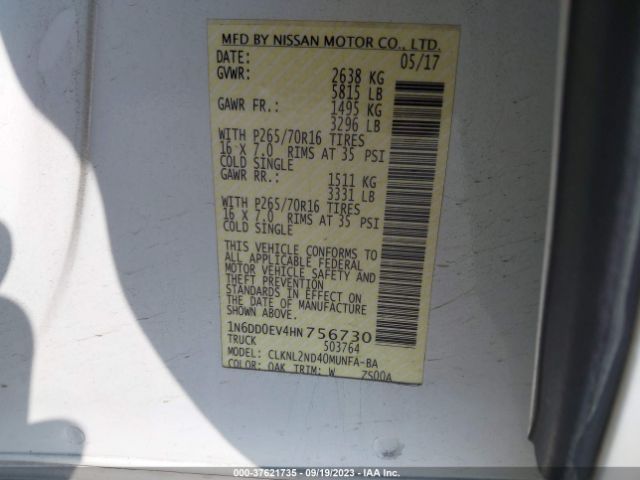 MFD BY NISSAN MOTOR CO., LTD.
DATE: 05/17
GVWR: 2638 KG
5815 LB
GAWR FR.: 1495 KG
3296 LB
WITH P265/70R16 TIRES
16 X 7.0 RIMS AT 35 PSI
COLD SINGLE
GAWR RR.: 1511 KG
3331 LB
WITH P265/70R16 TIRES
16 X 7.0 RIMS AT 35 PSI
COLD SINGLE
THIS VEHICLE CONFORMS TO
ALL APPLICABLE FEDERAL
MOTOR VEHICLE SAFETY AND
THEFT PREVENTION
STANDARDS IN EFFECT ON
THE DATE OF MANUFACTURE
SHOWN ABOVE.
1N6DD0EV4HN756730
TRUCK 503764
MODEL: CLKNL2ND40MUNFA-BA
COLOR: QAK TRIM: W ZS00A
000-37621735 - 09/19/2023 - IAA Inc.